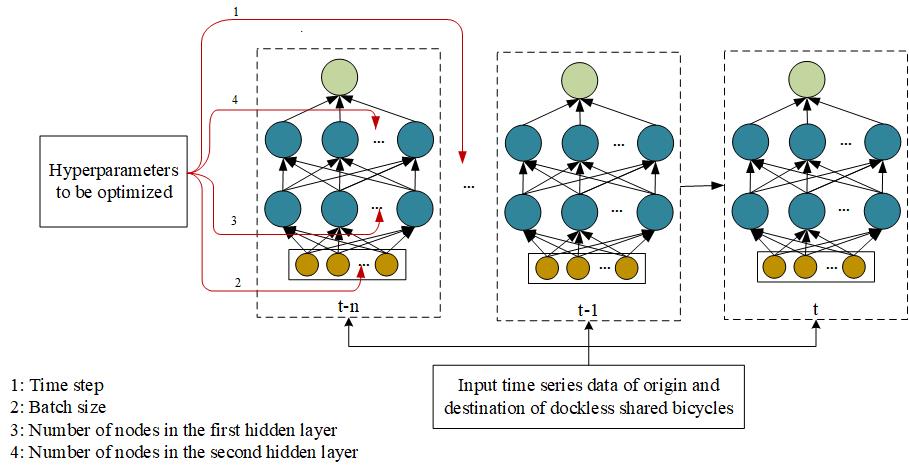 1
4
Hyperparameters
to be optimized
...
...
...
...
...
...
...
3
2
...
...
...
t-n
t-1
t
Input time series data of origin and
destination of dockless shared bicycles
1: Time step
2: Batch size
3: Number of nodes in the first hidden layer
4: Number of nodes in the second hidden layer